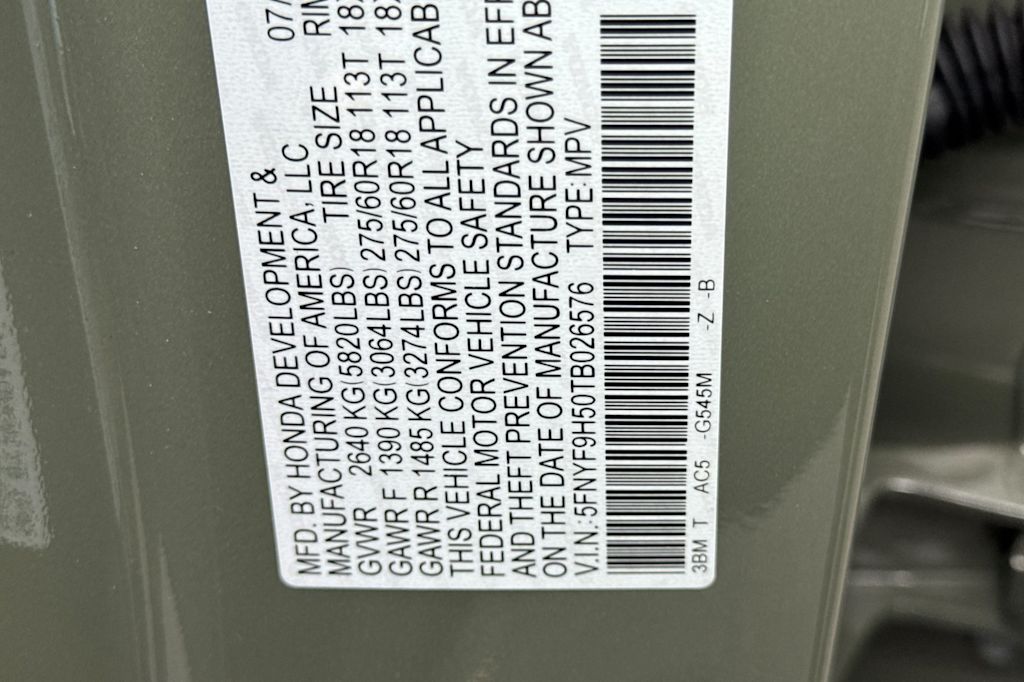 MFD. BY HONDA DEVELOPMENT & 07/
MANUFACTURING OF AMERICA, LLC TIRE SIZE RIM
GVWR 2640 KG(5820LBS)
GAWR F 1390 KG(3064LBS) 275/60R18 113T 18X
GAWR R 1485 KG(3274LBS) 275/60R18 113T 18X
THIS VEHICLE CONFORMS TO ALL APPLICAB
FEDERAL MOTOR VEHICLE SAFETY
AND THEFT PREVENTION STANDARDS IN EFF
ON THE DATE OF MANUFACTURE SHOWN AB
V.I.N.:5FNYF9H50TB026576 TYPE:MPV
3BM T AC5 -G545M -Z -B